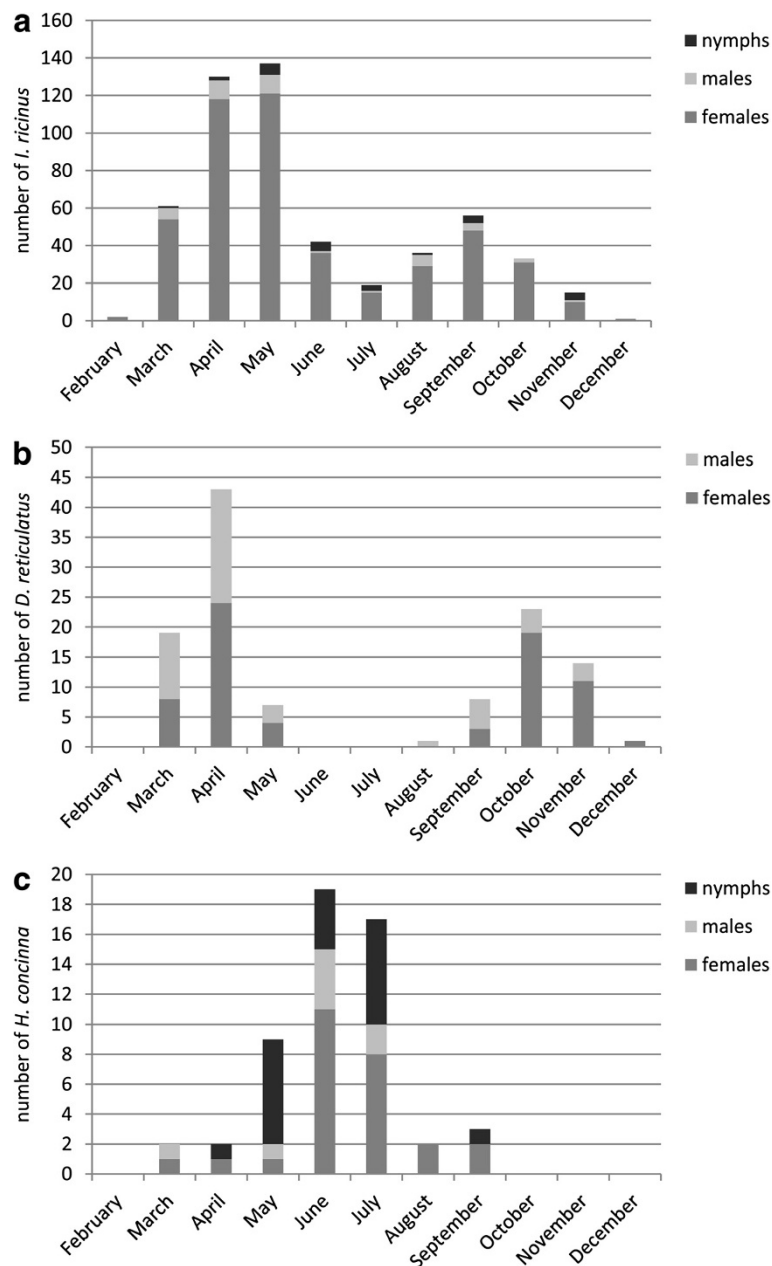 a
number of I. ricinus
160
140
120
100
80
60
40
20
0
nymphs
males
females
February
March
April
May
June
July
August
September
October
November
December
b
number of D. reticulatus
50
45
40
35
30
25
20
15
10
5
0
males
females
February
March
April
May
June
July
August
September
October
November
December
c
number of H. concinna
20
18
16
14
12
10
8
6
4
2
0
nymphs
males
females
February
March
April
May
June
July
August
September
October
November
December